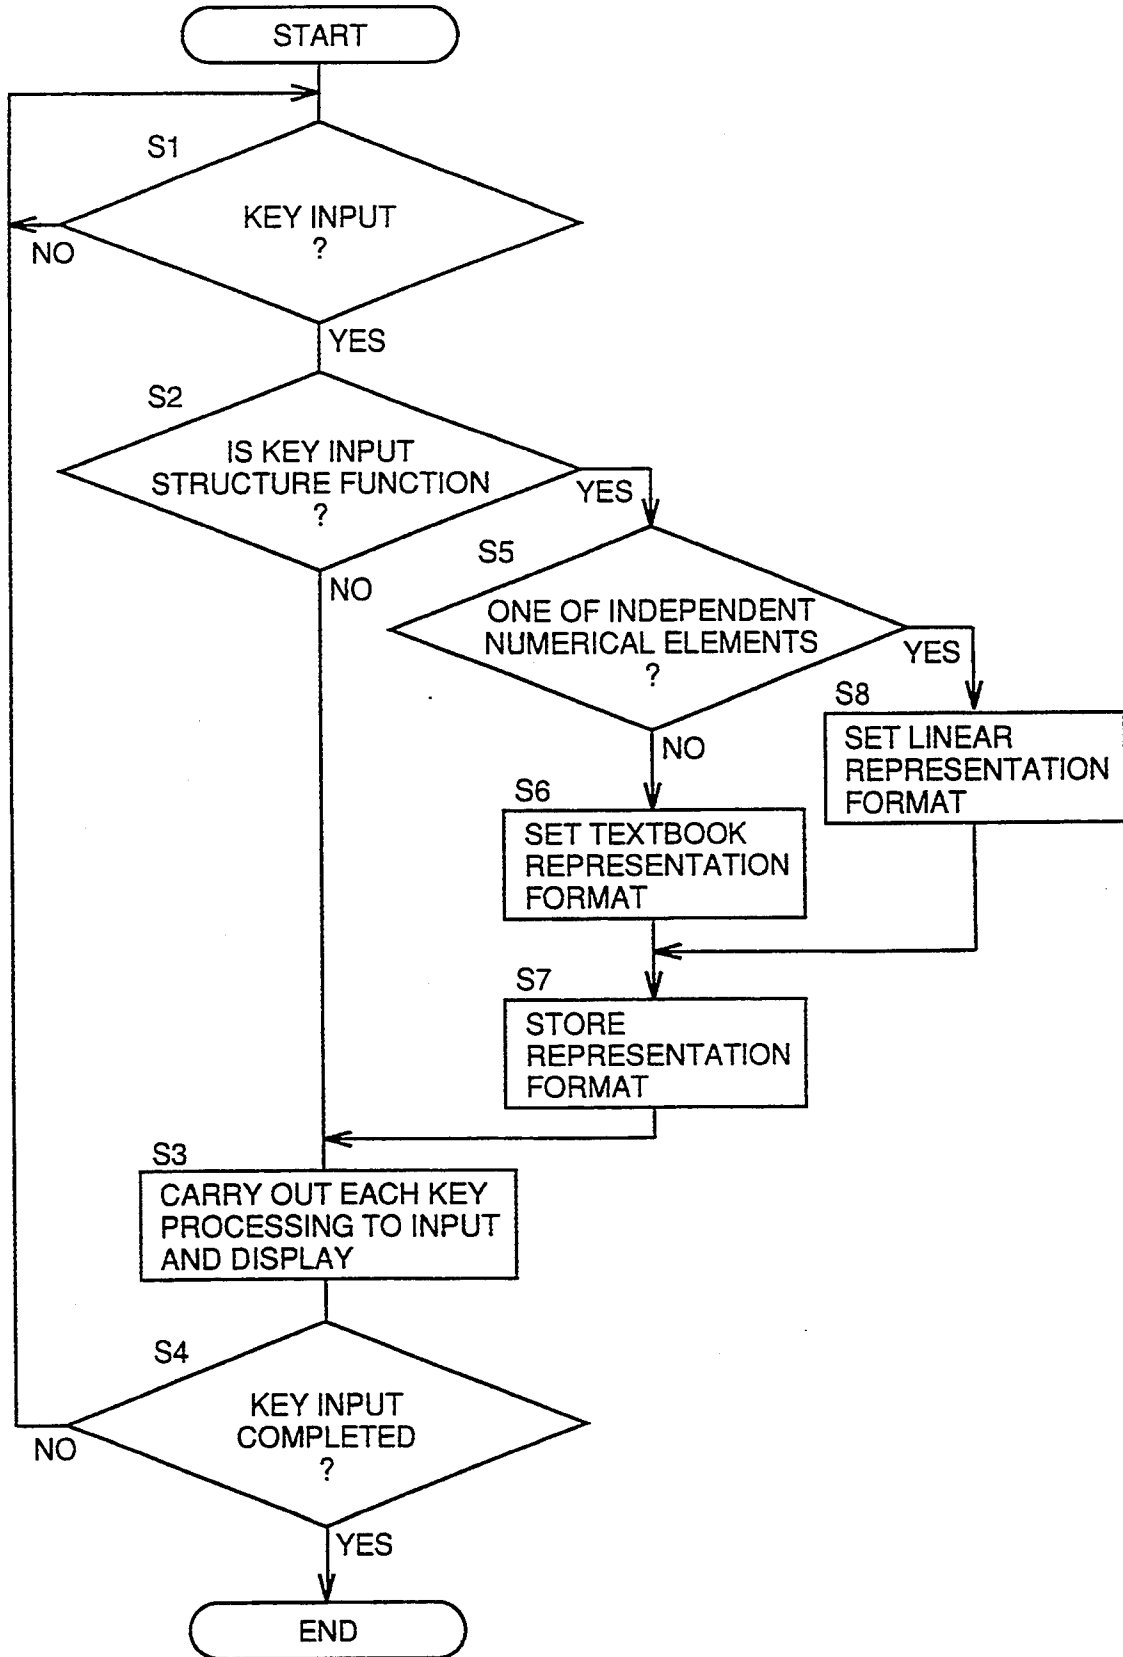 START
S1
KEY INPUT
?
NO
YES
S2
IS KEY INPUT
STRUCTURE FUNCTION
?
YES
NO
S5
ONE OF INDEPENDENT
NUMERICAL ELEMENTS
?
YES
NO
S8
SET LINEAR
REPRESENTATION
FORMAT
S6
SET TEXTBOOK
REPRESENTATION
FORMAT
S7
STORE
REPRESENTATION
FORMAT
S3
CARRY OUT EACH KEY
PROCESSING TO INPUT
AND DISPLAY
S4
KEY INPUT
COMPLETED
?
NO
YES
END